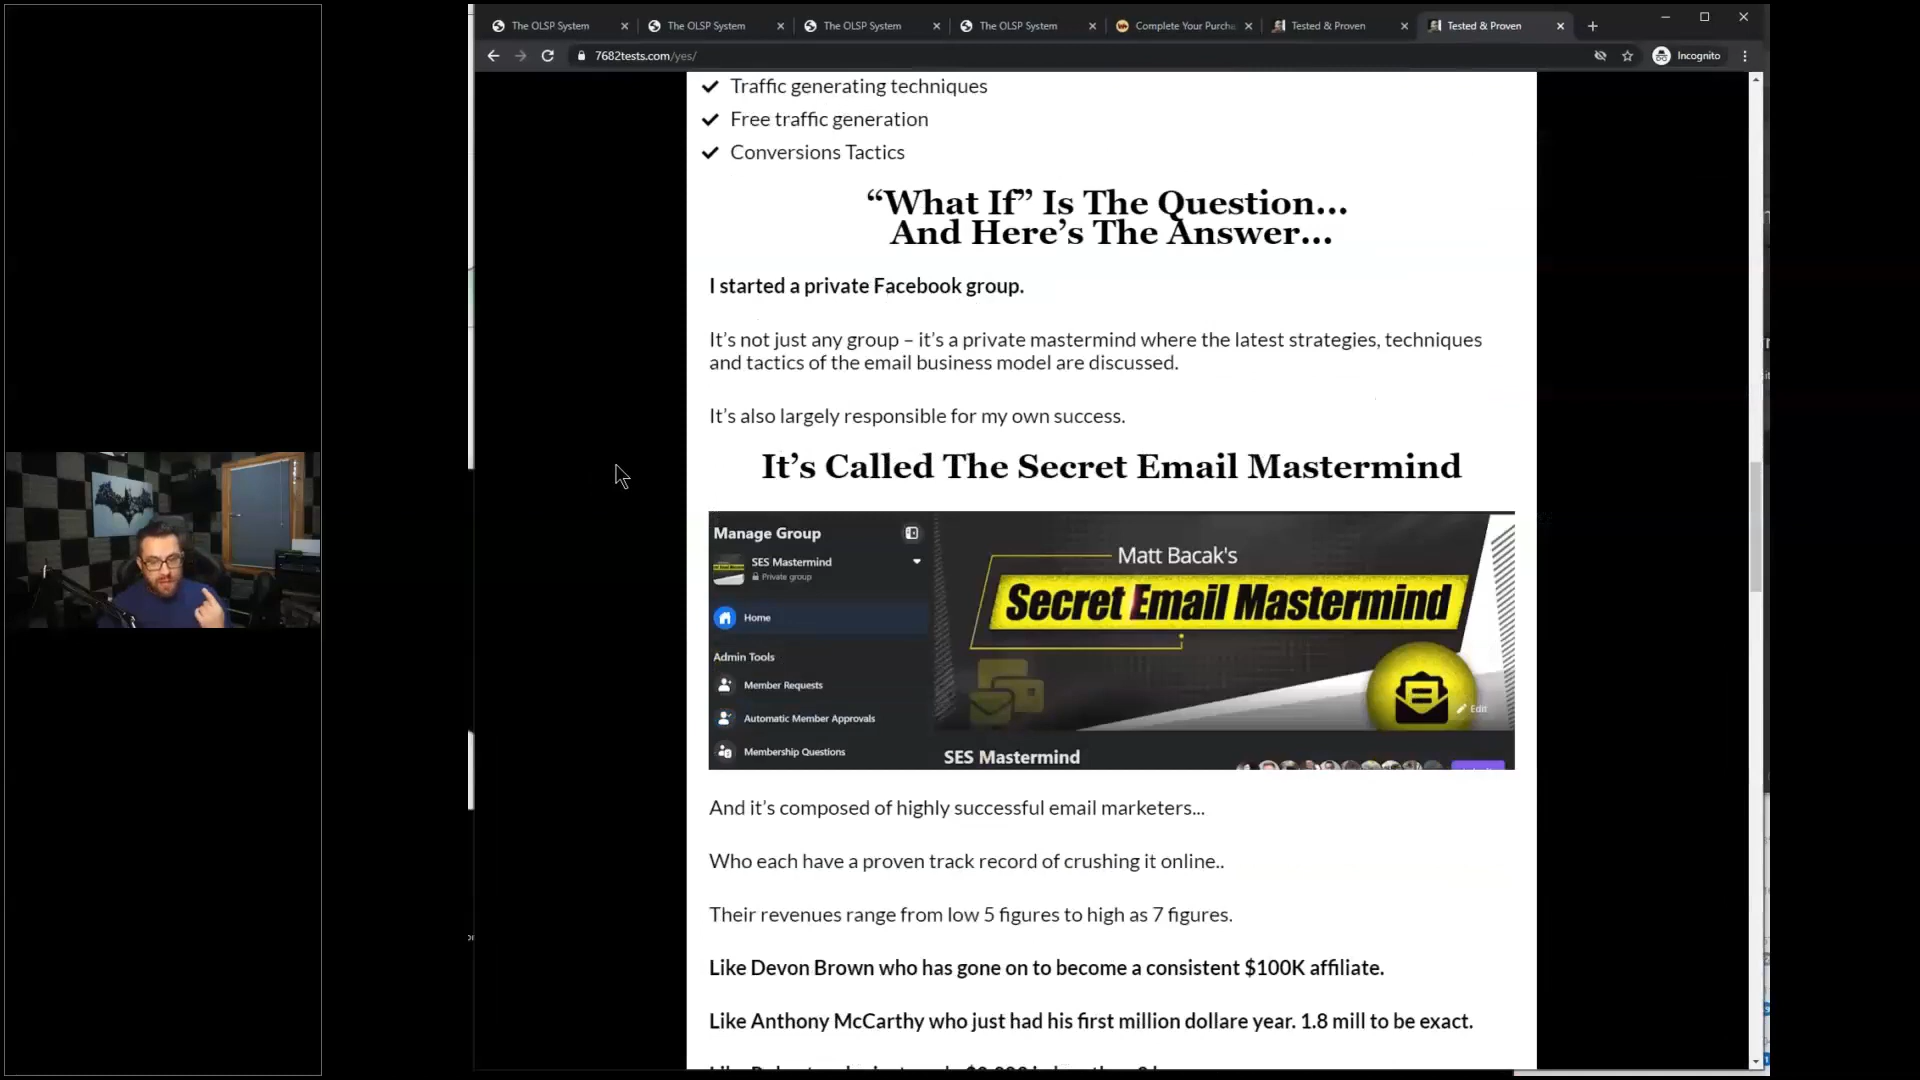 The OLSP System
The OLSP System
The OLSP System
The OLSP System
Complete Your Purcha
Tested & Proven
Tested & Proven
7682tests.com/yes/
Incognito
Traffic generating techniques
Free traffic generation
Conversions Tactics
“What If” Is The Question...
And Here’s The Answer...
I started a private Facebook group.
It’s not just any group – it’s a private mastermind where the latest strategies, techniques
and tactics of the email business model are discussed.
It’s also largely responsible for my own success.
It’s Called The Secret Email Mastermind
Manage Group
SES Mastermind
Private group
Home
Admin Tools
Member Requests
Automatic Member Approvals
Membership Questions
Matt Bacak's
Secret Email Mastermind
Edit
SES Mastermind
And it’s composed of highly successful email marketers...
Who each have a proven track record of crushing it online..
Their revenues range from low 5 figures to high as 7 figures.
Like Devon Brown who has gone on to become a consistent $100K affiliate.
Like Anthony McCarthy who just had his first million dollare year. 1.8 mill to be exact.